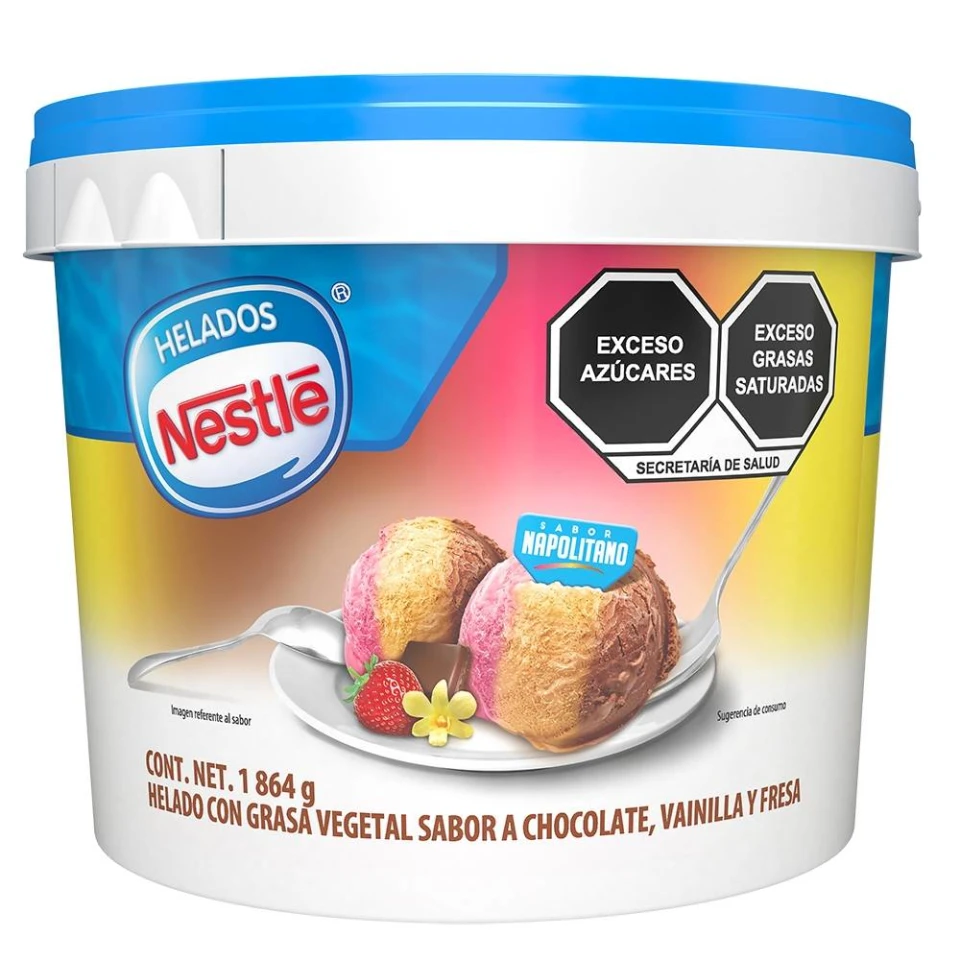 HELADOS
Nestlé
®
EXCESO
AZÚCARES
EXCESO
GRASAS
SATURADAS
SECRETARÍA DE SALUD
SABOR
NAPOLITANO
Imagen referente al sabor
Sugerencia de consumo
CONT. NET. 1 864 g
HELADO CON GRASA VEGETAL SABOR A CHOCOLATE, VAINILLA Y FRESA